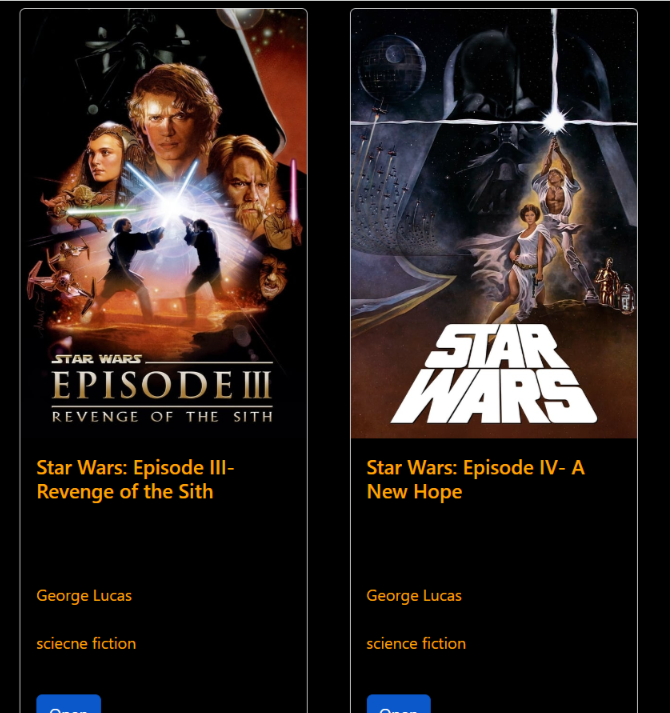 STAR WARS
EPISODE III
REVENGE OF THE SITH
Star Wars: Episode III-
Revenge of the Sith
George Lucas
sciecne fiction
Open
STAR
WARS
Star Wars: Episode IV- A
New Hope
George Lucas
science fiction
Open